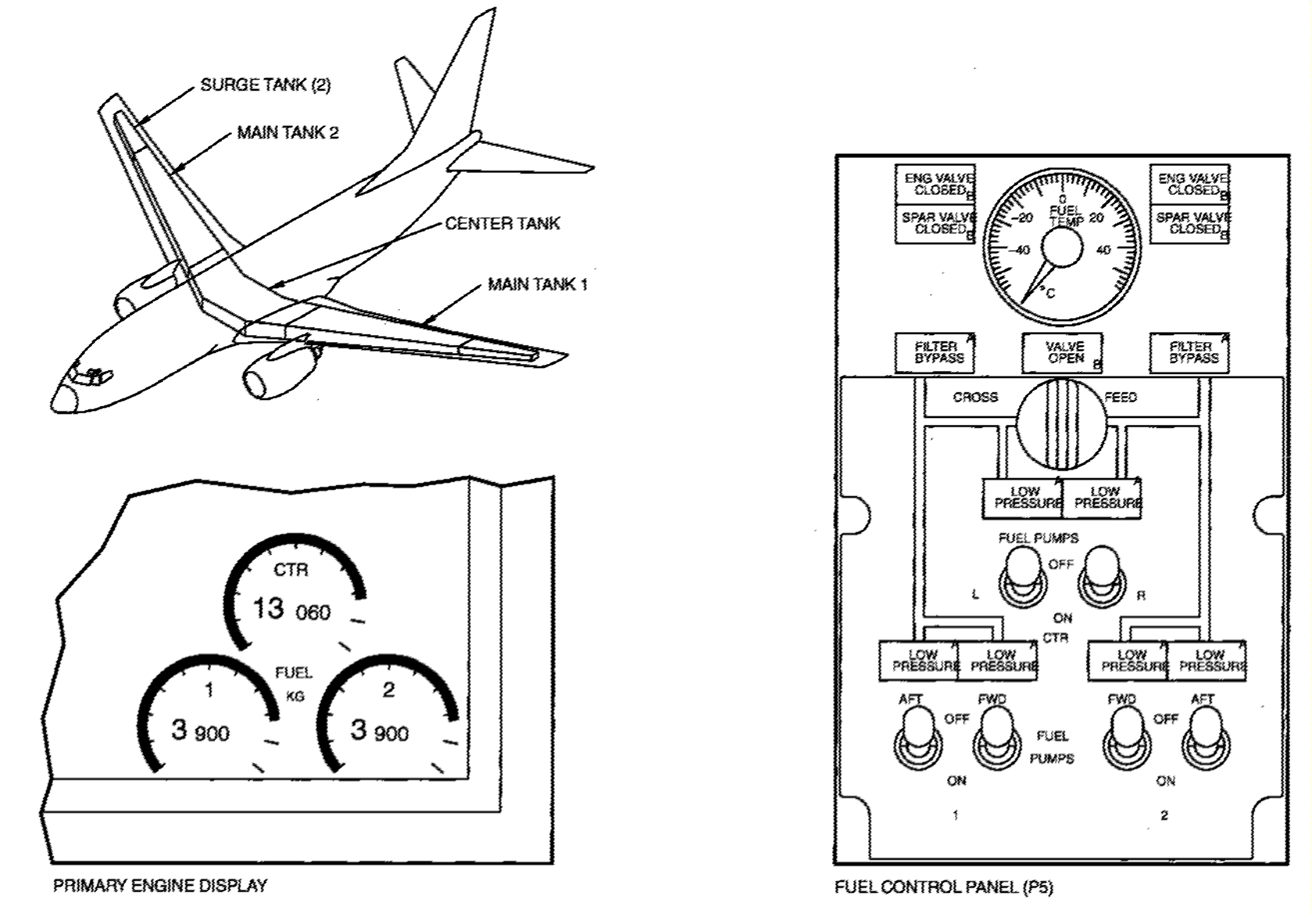 SURGE TANK (2)
MAIN TANK 2
CENTER TANK
MAIN TANK 1
CTR
13 060
FUEL
KG
1
3 900
2
3 900
PRIMARY ENGINE DISPLAY
ENG VALVE
CLOSED
B
SPAR VALVE
CLOSED
B
0
-20
FUEL
TEMP
20
-40
40
°C
ENG VALVE
CLOSED
B
SPAR VALVE
CLOSED
B
FILTER
BYPASS
A
VALVE
OPEN
B
FILTER
BYPASS
A
CROSS
FEED
LOW
PRESSURE
A
LOW
PRESSURE
A
FUEL PUMPS
OFF
L
R
ON
CTR
LOW
PRESSURE
A
LOW
PRESSURE
A
LOW
PRESSURE
A
LOW
PRESSURE
A
AFT
FWD
OFF
FUEL
PUMPS
ON
1
FWD
AFT
OFF
ON
2
FUEL CONTROL PANEL (P5)